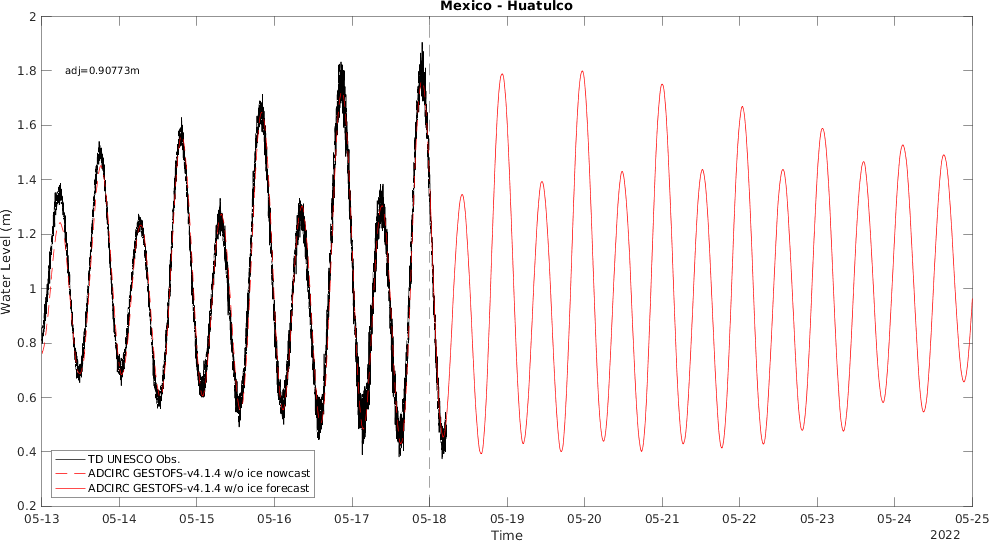 Mexico - Huatulco
2
1.8
1.6
1.4
1.2
1
0.8
0.6
0.4
0.2
Water Level (m)
adj=0.90773m
TD UNESCO Obs.
ADCIRC GESTOFS-v4.1.4 w/o ice nowcast
ADCIRC GESTOFS-v4.1.4 w/o ice forecast
05-13 05-14 05-15 05-16 05-17 05-18 05-19 05-20 05-21 05-22 05-23 05-24 05-25
Time
2022